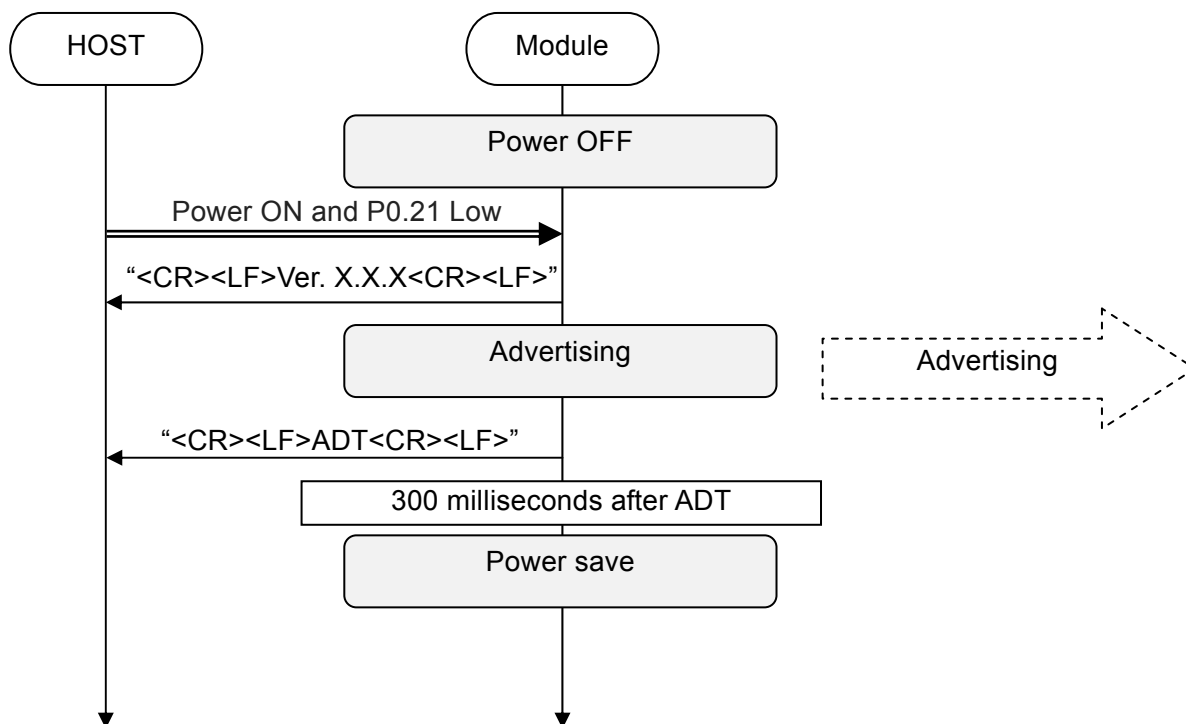 HOST
Module
Power OFF
Power ON and P0.21 Low
“<CR><LF>Ver. X.X.X<CR><LF>”
Advertising
Advertising
“<CR><LF>ADT<CR><LF>”
300 milliseconds after ADT
Power save